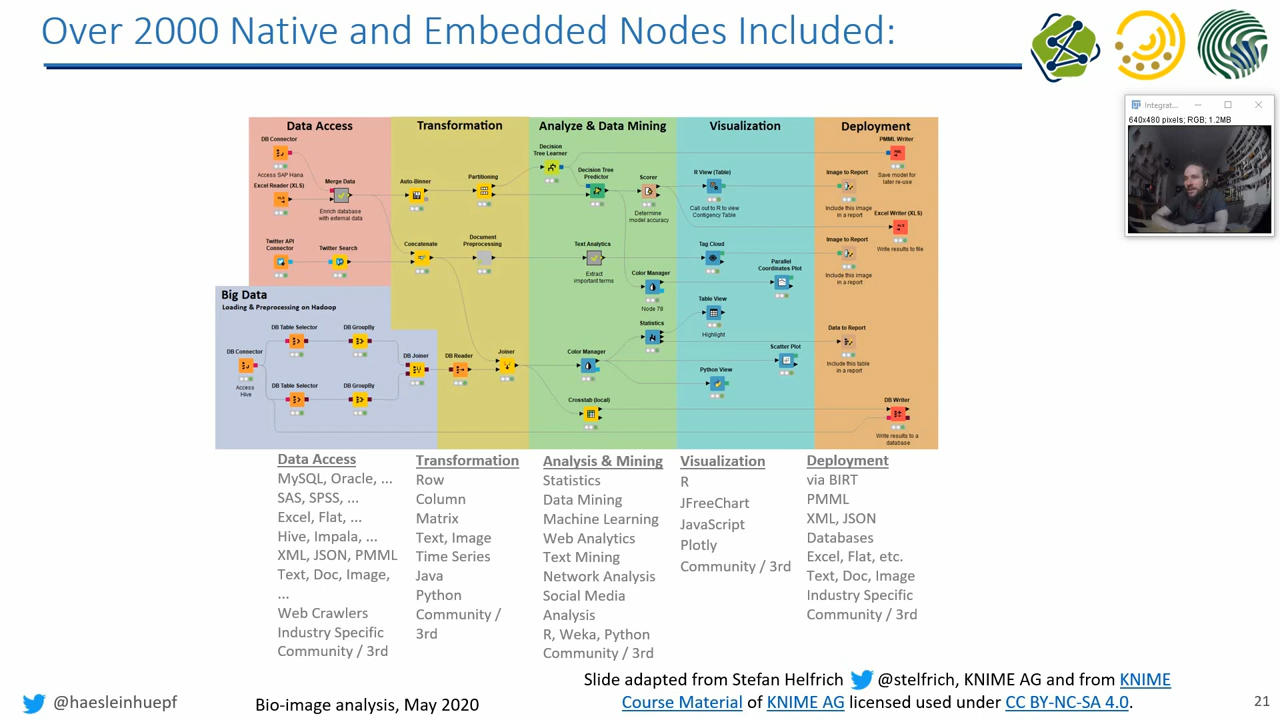 Over 2000 Native and Embedded Nodes Included:
Integrat...
640x480 pixels; RGB; 1.2MB
Data Access
Transformation
Analyze & Data Mining
Visualization
Deployment
DB Connector
Access SAP Hana
Excel Reader (XLS)
Merge Data
Enrich database
with external data
Twitter API
Connector
Twitter Search
Auto-Binner
Partitioning
Concatenate
Document
Preprocessing
Decision
Tree Learner
Decision Tree
Predictor
Scorer
Determine
model accuracy
Text Analytics
Extract
important terms
Color Manager
Node 78
Statistics
Color Manager
Crosstab (local)
R View (Table)
Call out to R to view
Contigency Table
Tag Cloud
Parallel
Coordinates Plot
Table View
Highlight
Scatter Plot
Python View
PMML Writer
Save model for
later re-use
Image to Report
Include this image
in a report
Excel Writer (XLS)
Write results to file
Image to Report
Include this image
in a report
Data to Report
Include this table
in a report
DB Writer
Write results to a
database
Big Data
Loading & Preprocessing on Hadoop
DB Table Selector
DB GroupBy
DB Connector
Access
Hive
DB Table Selector
DB GroupBy
DB Joiner
DB Reader
Joiner
Data Access
MySQL, Oracle, ...
SAS, SPSS, ...
Excel, Flat, ...
Hive, Impala, ...
XML, JSON, PMML
Text, Doc, Image,
...
Web Crawlers
Industry Specific
Community / 3rd
Transformation
Row
Column
Matrix
Text, Image
Time Series
Java
Python
Community /
3rd
Analysis & Mining
Statistics
Data Mining
Machine Learning
Web Analytics
Text Mining
Network Analysis
Social Media
Analysis
R, Weka, Python
Community / 3rd
Visualization
R
JFreeChart
JavaScript
Plotly
Community / 3rd
Deployment
via BIRT
PMML
XML, JSON
Databases
Excel, Flat, etc.
Text, Doc, Image
Industry Specific
Community / 3rd
Slide adapted from Stefan Helfrich @stelfrich, KNIME AG and from KNIME
Course Material of KNIME AG licensed used under CC BY-NC-SA 4.0.
@haesleinhuepf
Bio-image analysis, May 2020
21